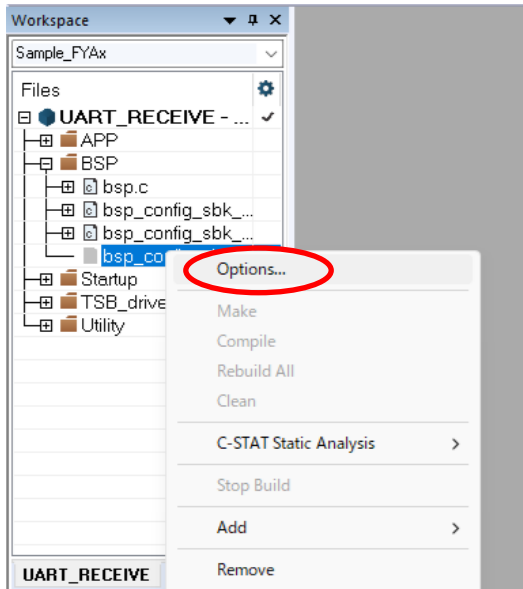 Workspace
Sample_FYAx
Files
UART_RECEIVE - ...
APP
BSP
bsp.c
bsp_config_sbk_...
bsp_config_sbk_...
Options...
Startup
TSB_drive
Utility
Make
Compile
Rebuild All
Clean
C-STAT Static Analysis
Stop Build
Add
Remove
UART_RECEIVE